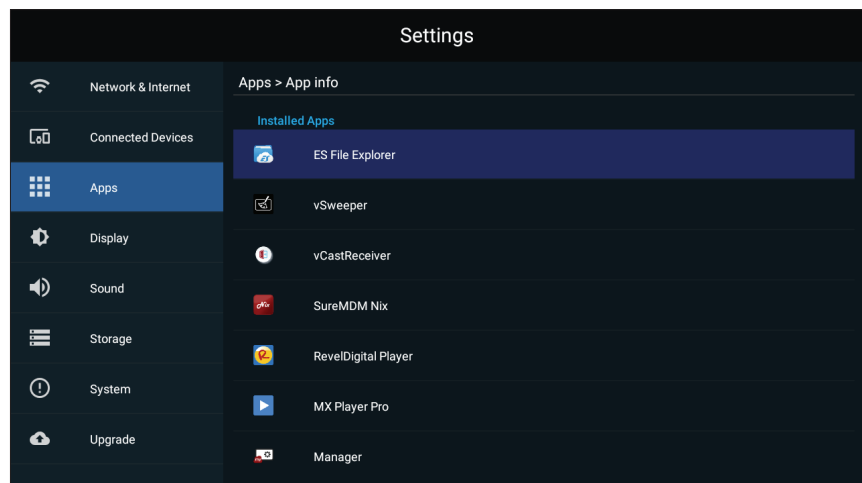 Settings
Network & Internet
Connected Devices
Apps
Display
Sound
Storage
System
Upgrade
Apps > App info
Installed Apps
ES File Explorer
vSweeper
vCastReceiver
SureMDM Nix
RevelDigital Player
MX Player Pro
Manager